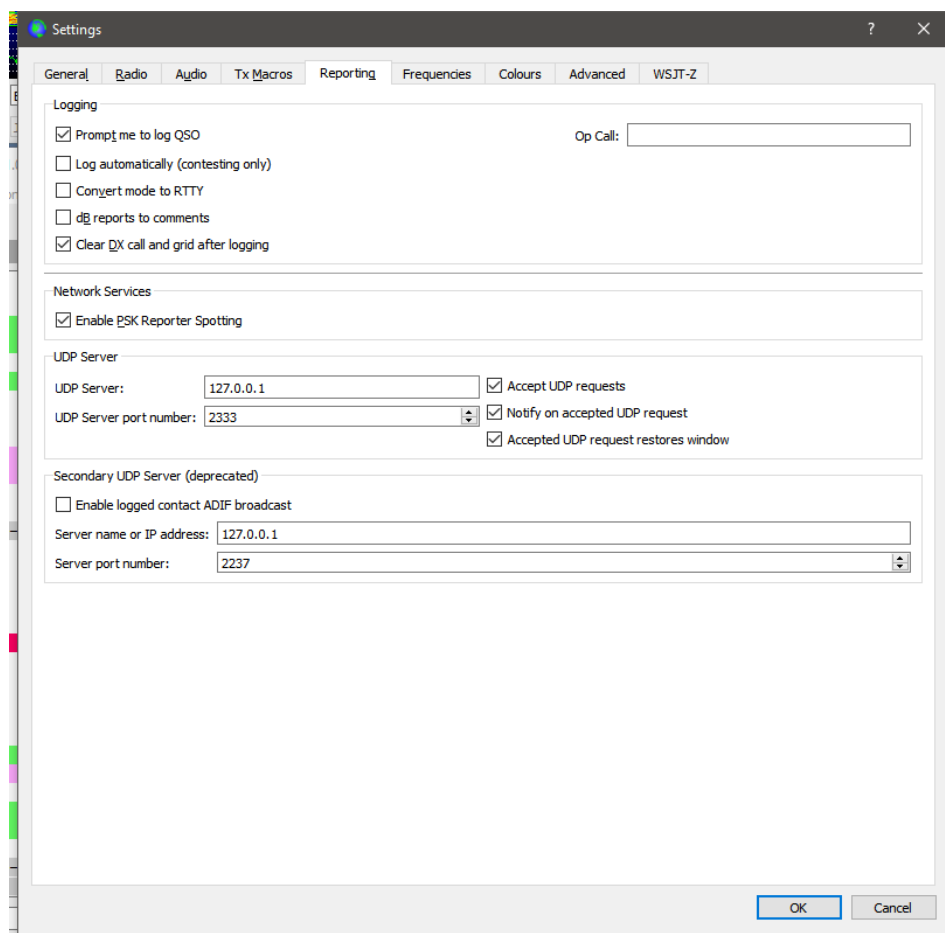 Settings
General Radio Audio Tx Macros Reporting Frequencies Colours Advanced WSJT-Z
Logging
Prompt me to log QSO Op Call:
Log automatically (contesting only)
Convert mode to RTTY
dB reports to comments
Clear DX call and grid after logging
Network Services
Enable PSK Reporter Spotting
UDP Server
UDP Server: 127.0.0.1 Accept UDP requests
UDP Server port number: 2333 Notify on accepted UDP request
Accepted UDP request restores window
Secondary UDP Server (deprecated)
Enable logged contact ADIF broadcast
Server name or IP address: 127.0.0.1
Server port number: 2237
OK Cancel